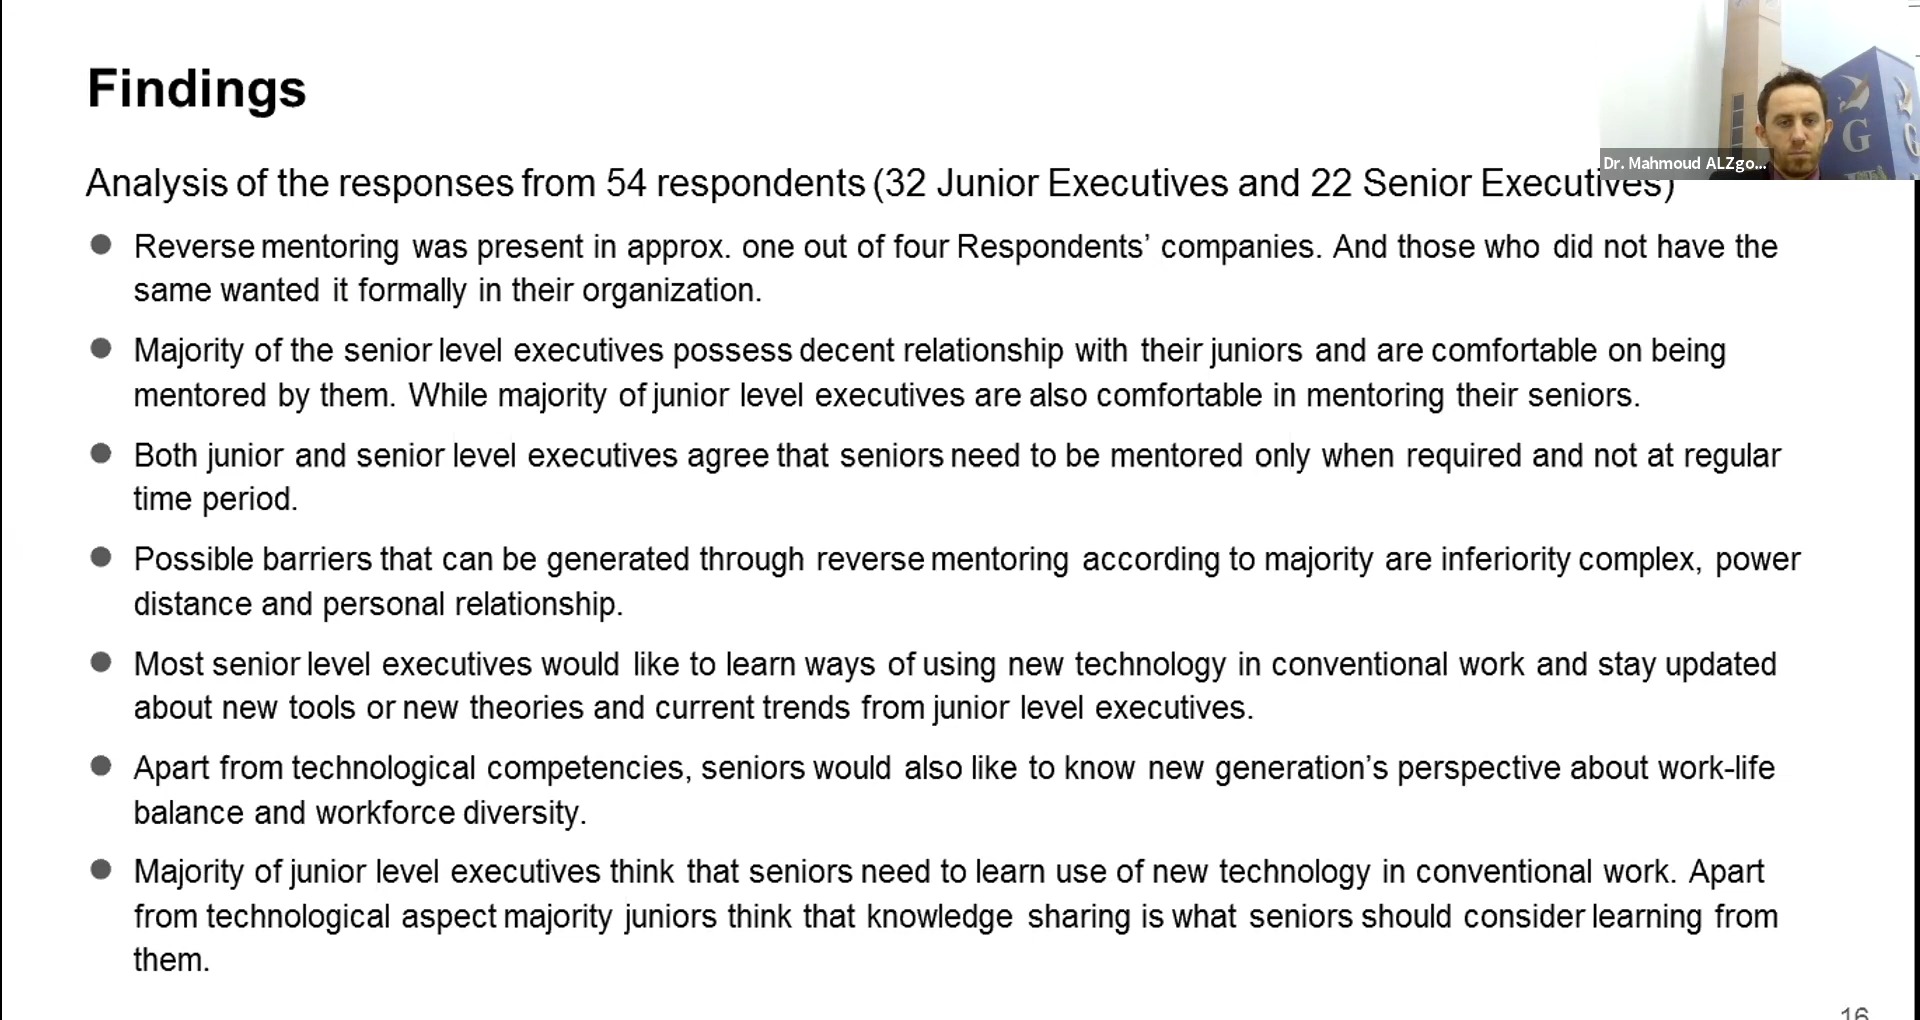 Findings
Dr. Mahmoud ALZgo...
Analysis of the responses from 54 respondents (32 Junior Executives and 22 Senior Executives)
● Reverse mentoring was present in approx. one out of four Respondents’ companies. And those who did not have the
same wanted it formally in their organization.
● Majority of the senior level executives possess decent relationship with their juniors and are comfortable on being
mentored by them. While majority of junior level executives are also comfortable in mentoring their seniors.
● Both junior and senior level executives agree that seniors need to be mentored only when required and not at regular
time period.
● Possible barriers that can be generated through reverse mentoring according to majority are inferiority complex, power
distance and personal relationship.
● Most senior level executives would like to learn ways of using new technology in conventional work and stay updated
about new tools or new theories and current trends from junior level executives.
● Apart from technological competencies, seniors would also like to know new generation’s perspective about work-life
balance and workforce diversity.
● Majority of junior level executives think that seniors need to learn use of new technology in conventional work. Apart
from technological aspect majority juniors think that knowledge sharing is what seniors should consider learning from
them.
16
G